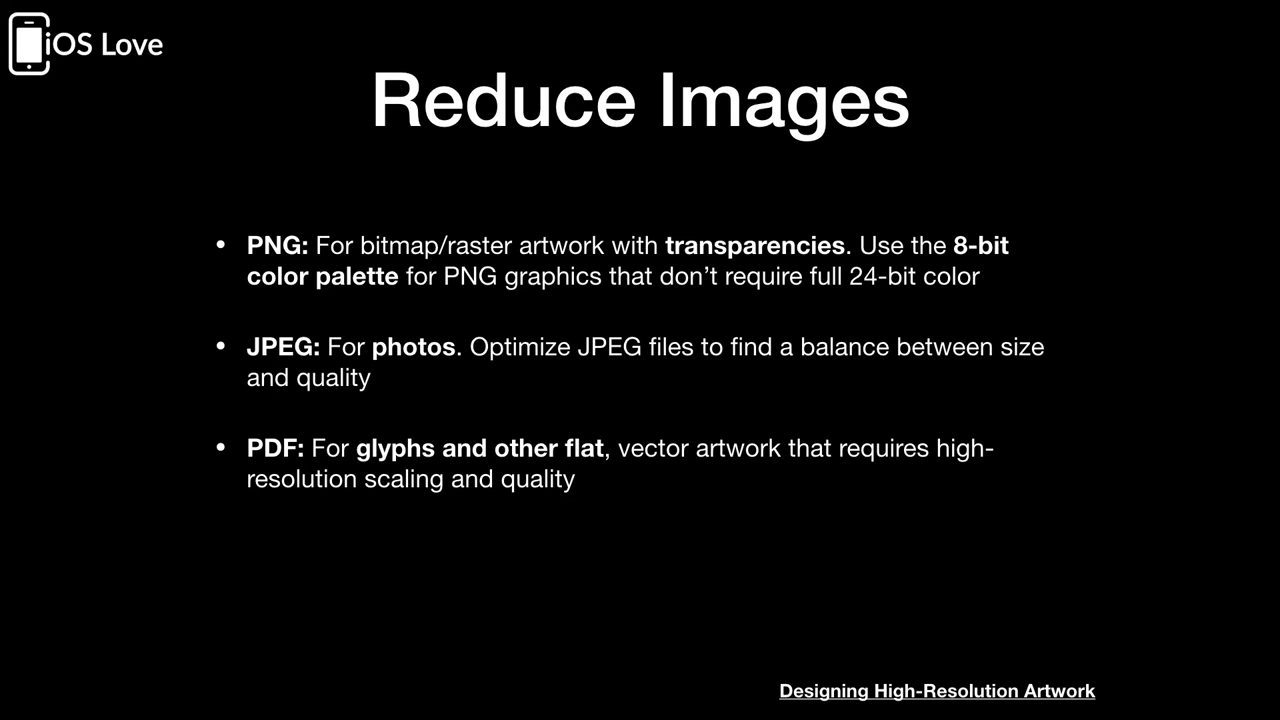 iOS Love
Reduce Images
• PNG: For bitmap/raster artwork with transparencies. Use the 8-bit
color palette for PNG graphics that don’t require full 24-bit color
• JPEG: For photos. Optimize JPEG files to find a balance between size
and quality
• PDF: For glyphs and other flat, vector artwork that requires high-
resolution scaling and quality
Designing High-Resolution Artwork